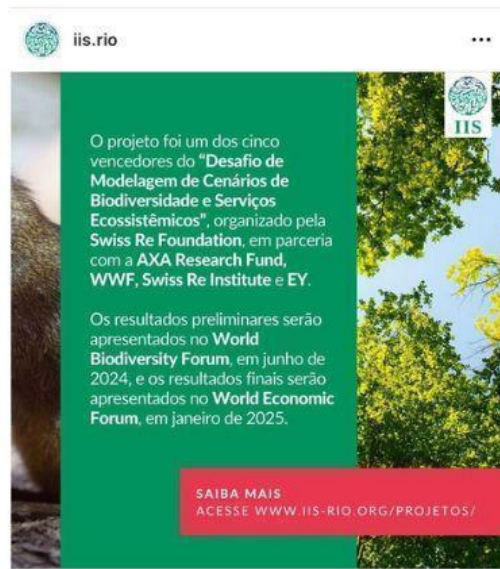 iis.rio
...
IIS
O projeto foi um dos cinco
vencedores do "Desafio de
Modelagem de Cenários de
Biodiversidade e Serviços
Ecossistêmicos", organizado pela
Swiss Re Foundation, em parceria
com a AXA Research Fund,
WWF, Swiss Re Institute e EY.
Os resultados preliminares serão
apresentados no World
Biodiversity Forum, em junho de
2024, e os resultados finais serão
apresentados no World Economic
Forum, em janeiro de 2025.
SAIBA MAIS
ACESSE WWW.IIS-RIO.ORG/PROJETOS/